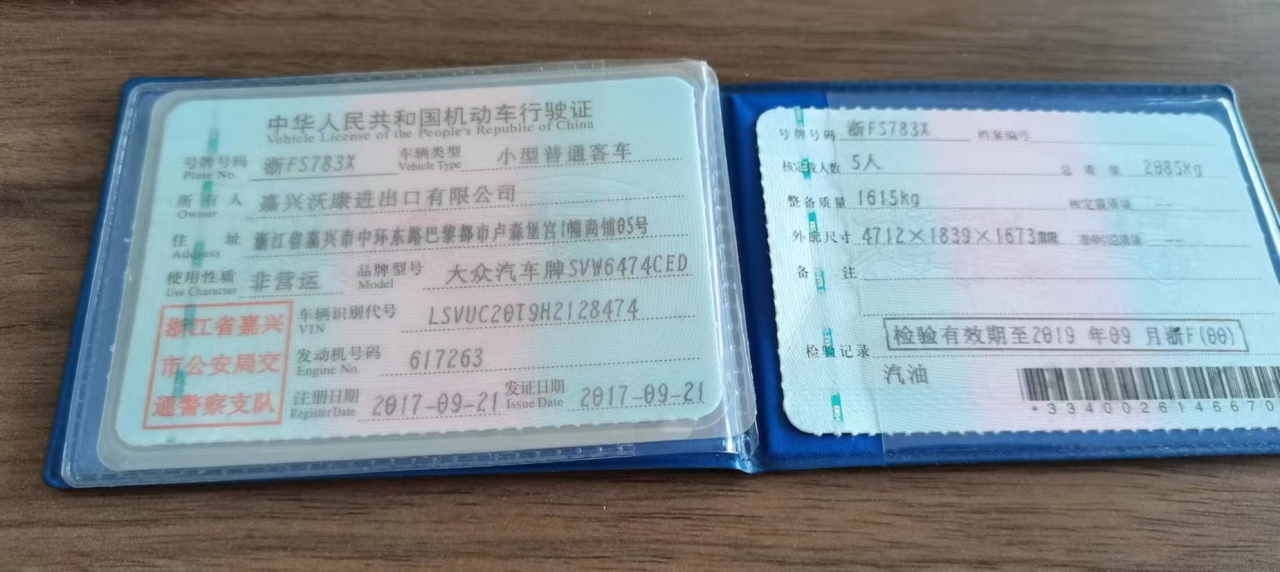 中华人民共和国机动车行驶证
Vehicle License of the People's Republic of China
号牌号码 Plate No. 浙FS783X 车辆类型 Vehicle Type 小型普通客车
所有人 Owner 嘉兴沃康进出口有限公司
住址 Address 浙江省嘉兴市中环东路巴黎都市卢森堡宫1幢商铺05号
使用性质 Use Character 非营运 品牌型号 Model 大众汽车牌SVW6474CED
浙江省嘉兴
市公安局交
通警察支队
车辆识别代号 VIN LSVUC20T9H2128474
发动机号码 Engine No. 617263
注册日期 Register Date 2017-09-21 发证日期 Issue Date 2017-09-21
号牌号码 浙FS783X 档案编号
核定载人数 5人 总质量 2085kg
整备质量 1615kg 核定载质量 --
外廓尺寸 4712×1839×1673mm 准牵引总质量 --
备注
检验记录 检验有效期至2019 年09 月浙F(00)
汽油
*334002614667 0